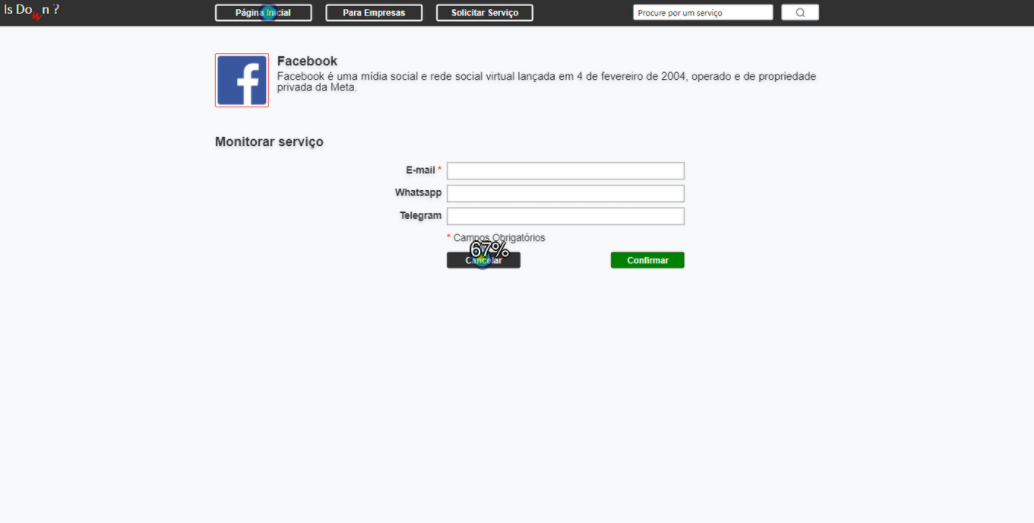 Is Down ?
Página Inicial
Para Empresas
Solicitar Serviço
Procure por um serviço
Facebook
Facebook é uma mídia social e rede social virtual lançada em 4 de fevereiro de 2004, operado e de propriedade
privada da Meta.
Monitorar serviço
E-mail *
Whatsapp
Telegram
* Campos Obrigatórios
67%
Cancelar
Confirmar